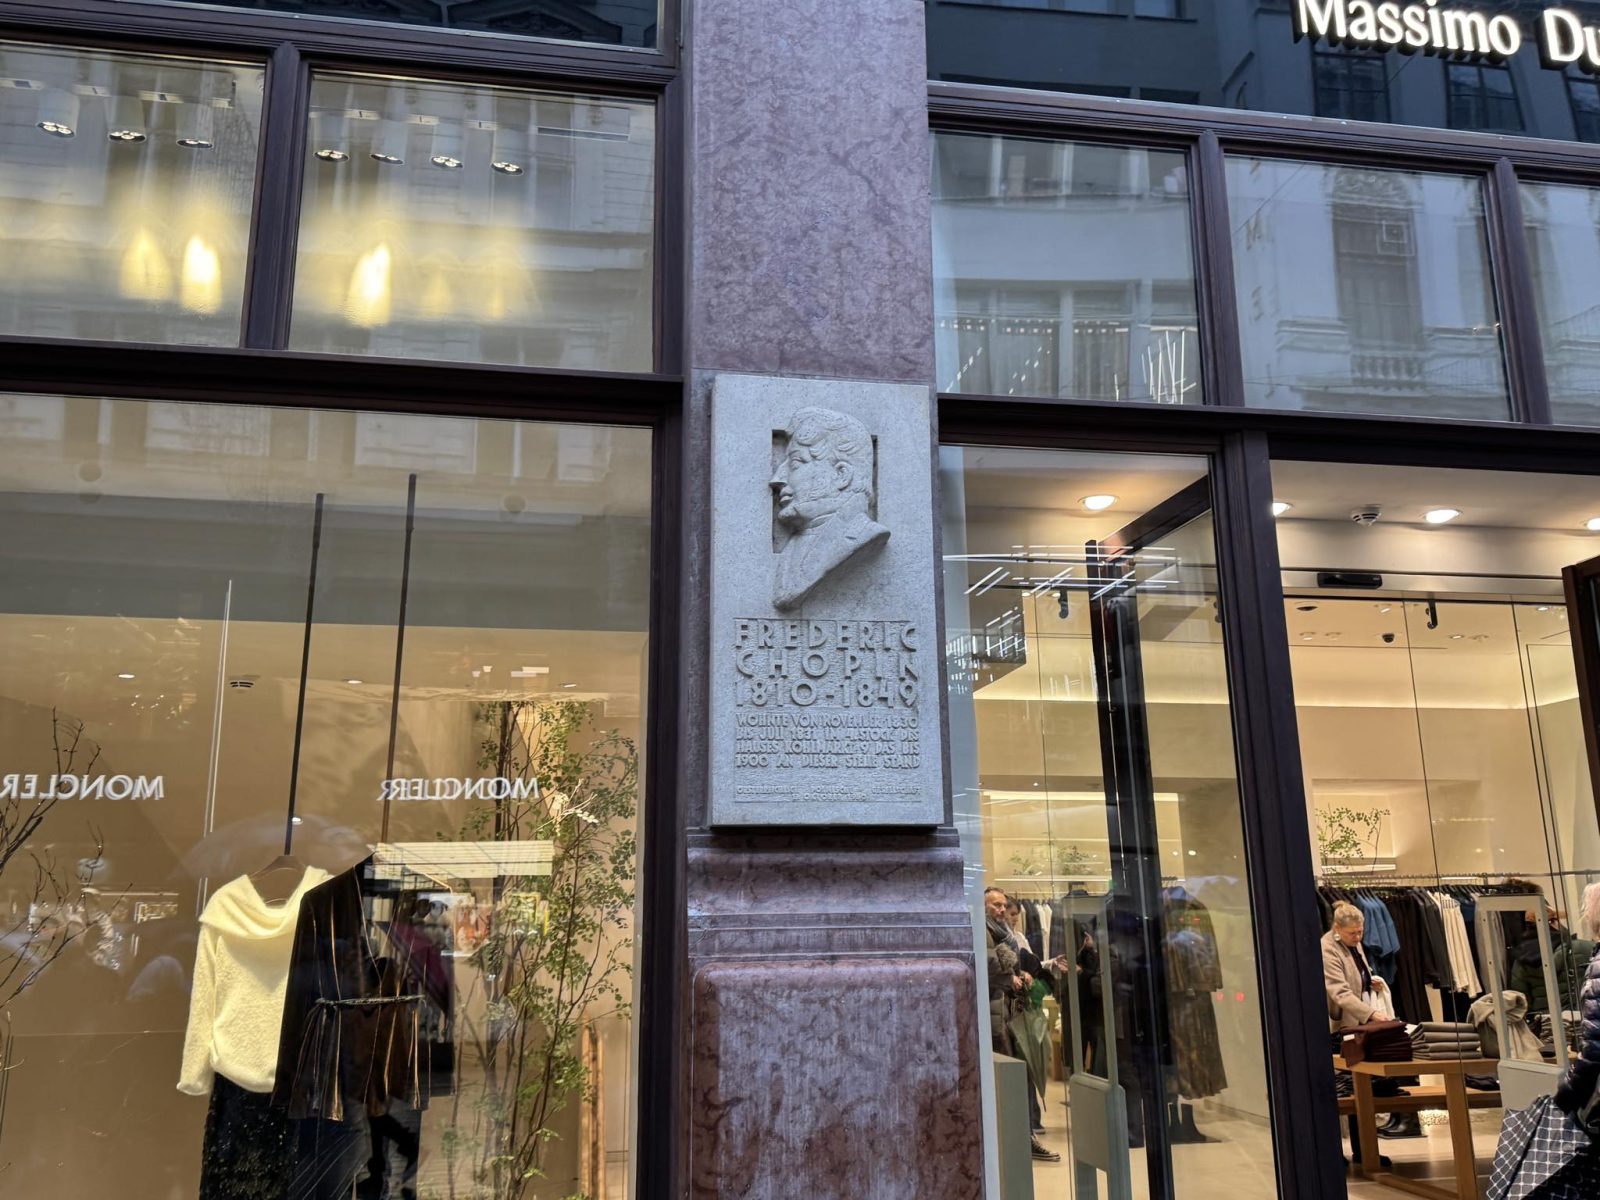 Massimo Du
MONCLER
MONCLER
FREDERIC
CHOPIN
1810-1849
WOHNTE VON NOVEMBER 1830
BIS JULI 1831 IM 4. STOCK DES
HAUSES KOHLMARKT 9, DAS BIS
1900 AN DIESER STELLE STAND